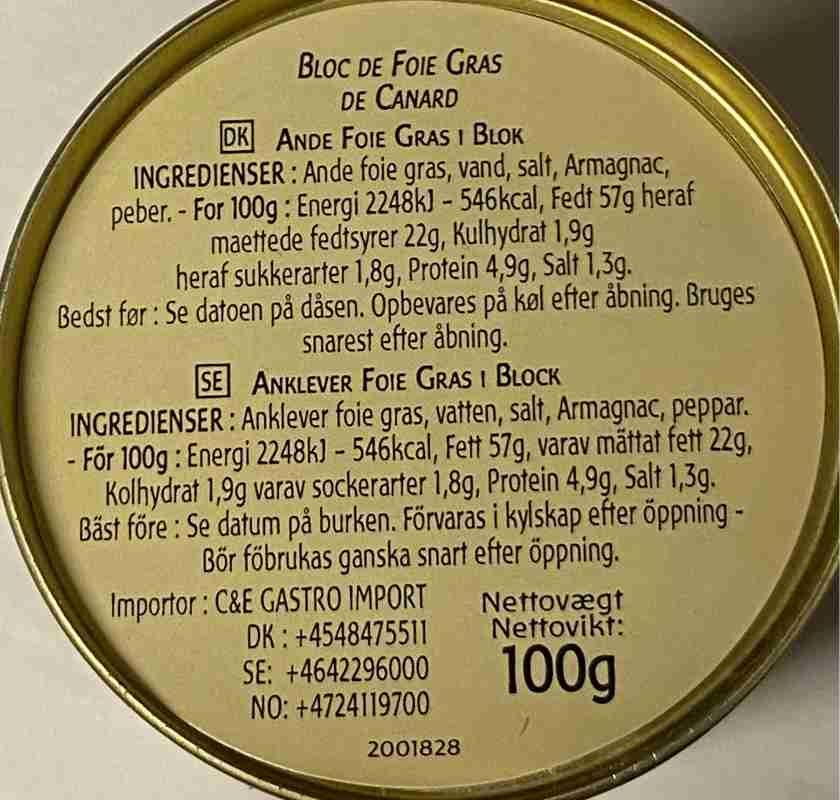 BLOC DE FOIE GRAS
DE CANARD
DK ANDE FOIE GRAS I BLOK
INGREDIENSER : Ande foie gras, vand, salt, Armagnac,
peber. - For 100g : Energi 2248kJ - 546kcal, Fedt 57g heraf
maettede fedtsyrer 22g, Kulhydrat 1,9g
heraf sukkerarter 1,8g, Protein 4,9g, Salt 1,3g.
Bedst før : Se datoen på dåsen. Opbevares på køl efter åbning. Bruges
snarest efter åbning.
SE ANKLEVER FOIE GRAS I BLOCK
INGREDIENSER : Anklever foie gras, vatten, salt, Armagnac, peppar.
- För 100g : Energi 2248kJ - 546kcal, Fett 57g, varav mättat fett 22g,
Kolhydrat 1,9g varav sockerarter 1,8g, Protein 4,9g, Salt 1,3g.
Bäst före : Se datum på burken. Förvaras i kylskap efter öppning -
Bör föbrukas ganska snart efter öppning.
Importor : C&E GASTRO IMPORT
DK : +4548475511
SE: +4642296000
NO: +4724119700
Nettovægt
Nettovikt:
100g
2001828